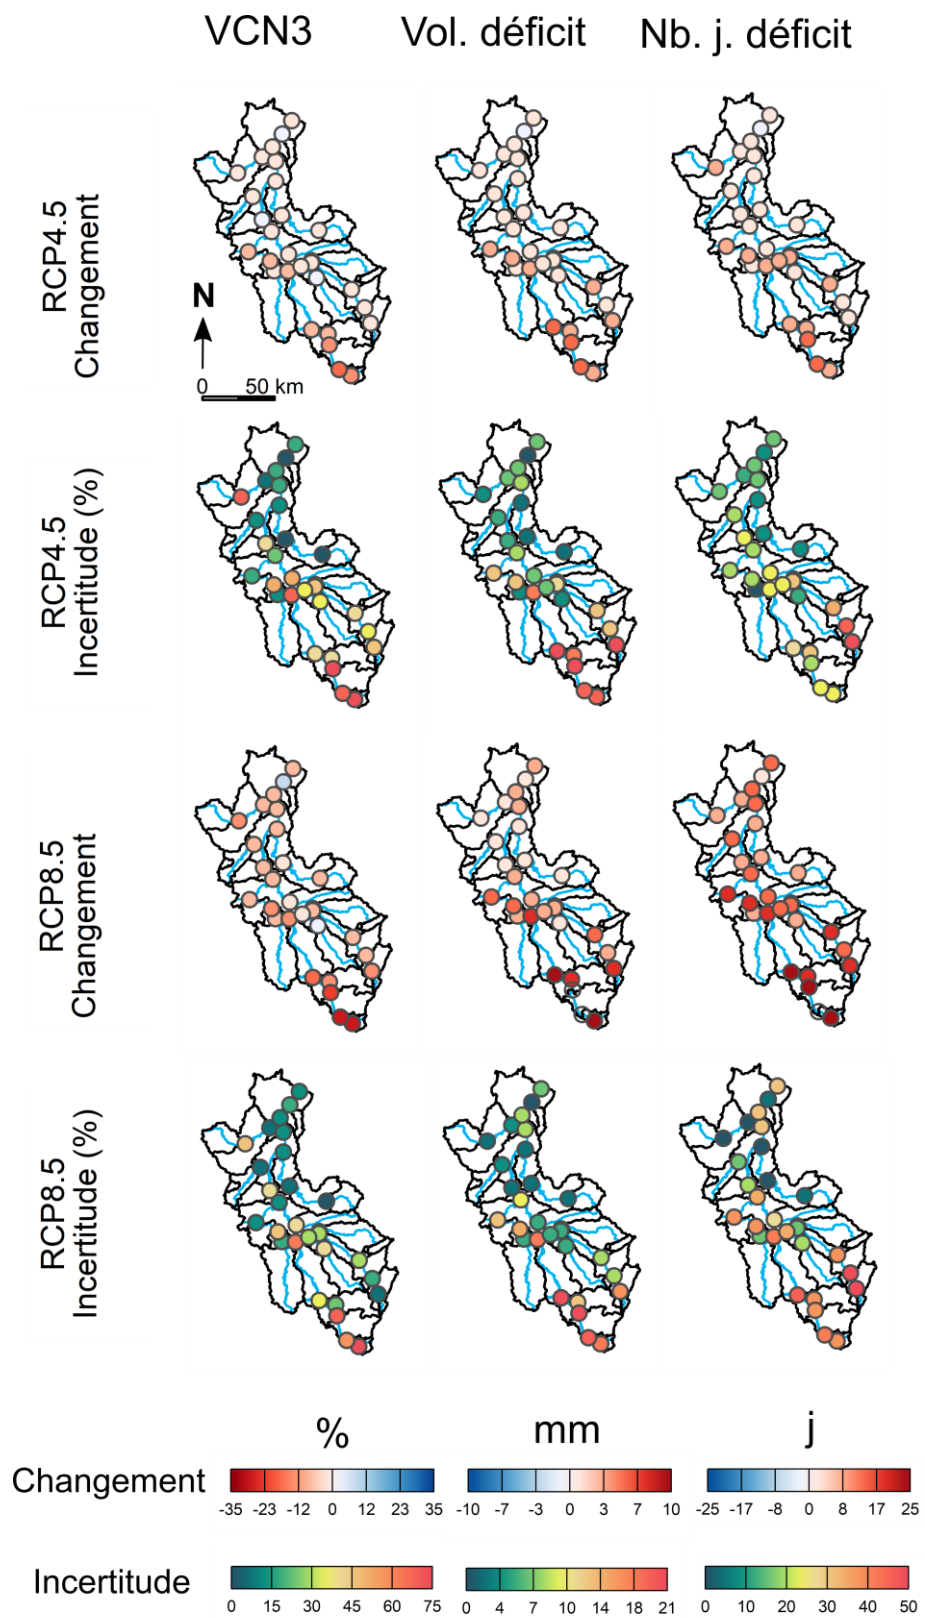 VCN3 Vol. déficit Nb. j. déficit
RCP4.5
Changement
N
0 50 km
RCP4.5
Incertitude (%)
RCP8.5
Changement
RCP8.5
Incertitude (%)
% mm j
Changement
-35 -23 -12 0 12 23 35
-10 -7 -3 0 3 7 10
-25 -17 -8 0 8 17 25
Incertitude
0 15 30 45 60 75
0 4 7 11 14 18 21
0 10 20 30 40 50